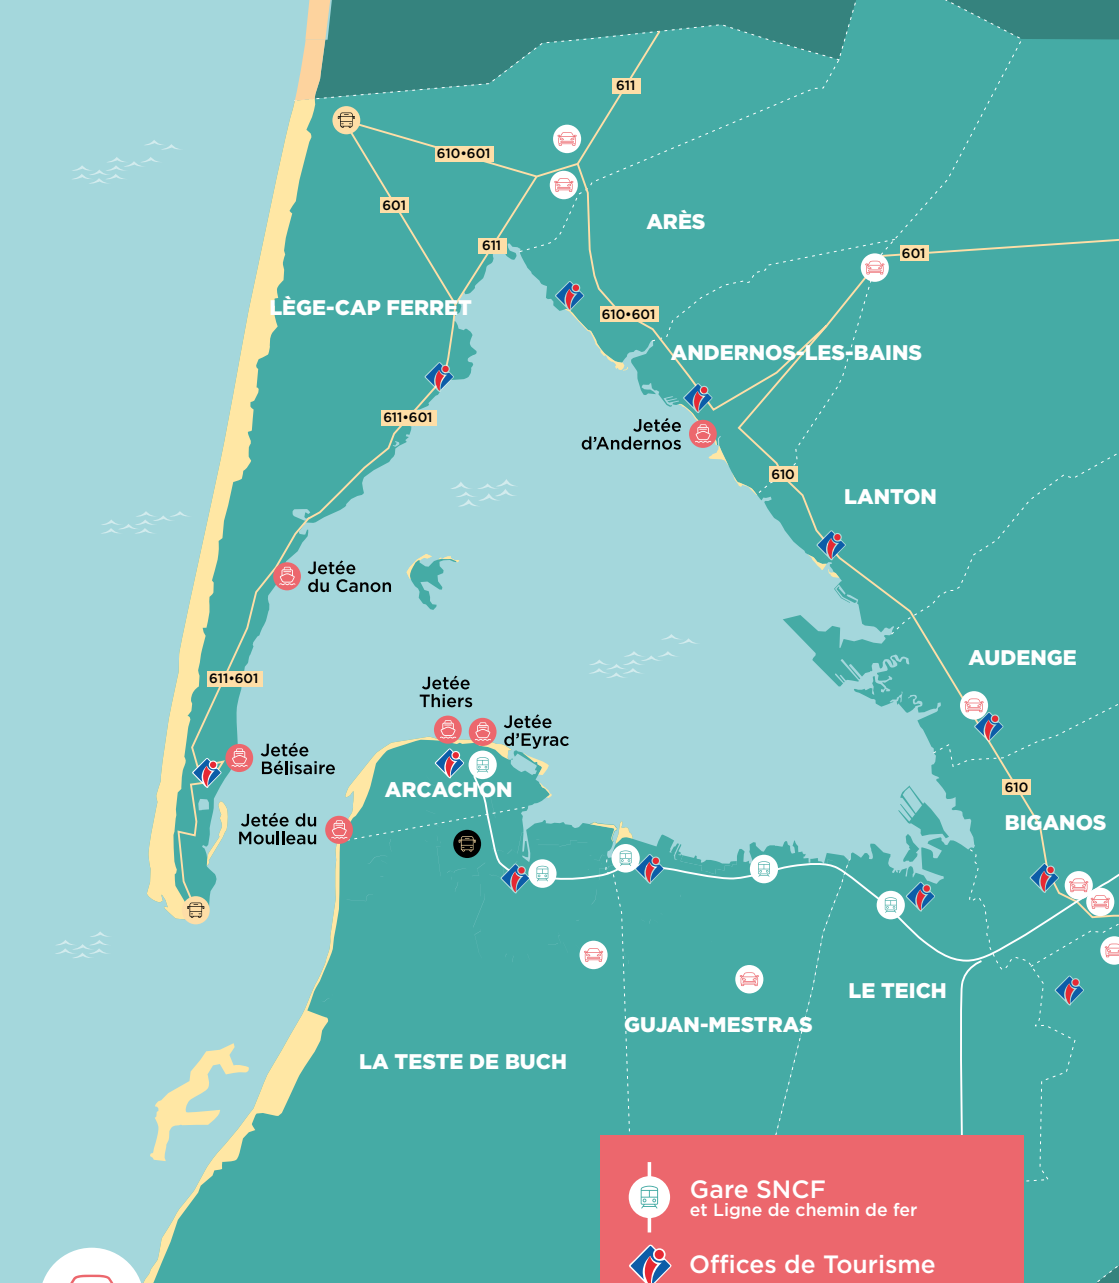 611
610•601
601
ARÈS
611
601
LÈGE-CAP FERRET
610•601
ANDERNOS-LES-BAINS
611•601
Jetée
d'Andernos
610
LANTON
Jetée
du Canon
AUDENGE
611•601
Jetée
Thiers
Jetée
d'Eyrac
Jetée
Bélisaire
ARCACHON
610
BIGANOS
Jetée du
Moulleau
LE TEICH
GUJAN-MESTRAS
LA TESTE DE BUCH
Gare SNCF
et Ligne de chemin de fer
Offices de Tourisme